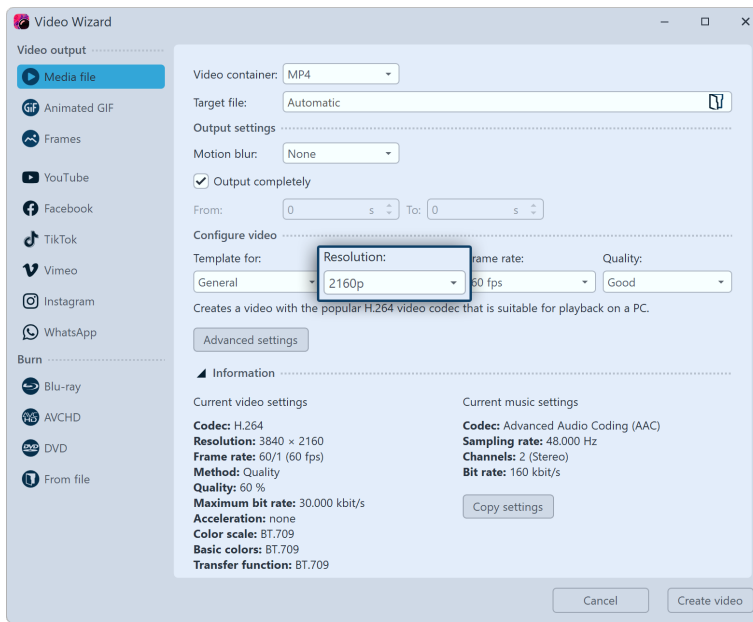 Video Wizard
Video output
Media file
Animated GIF
Frames
YouTube
Facebook
TikTok
Vimeo
Instagram
WhatsApp
Burn
Blu-ray
AVCHD
DVD
From file
Video container: MP4
Target file: Automatic
Output settings
Motion blur: None
Output completely
From: 0 s To: 0 s
Configure video
Template for: Resolution: rame rate: Quality:
General 2160p 60 fps Good
Creates a video with the popular H.264 video codec that is suitable for playback on a PC.
Advanced settings
Information
Current video settings
Codec: H.264
Resolution: 3840 × 2160
Frame rate: 60/1 (60 fps)
Method: Quality
Quality: 60 %
Maximum bit rate: 30.000 kbit/s
Acceleration: none
Color scale: BT.709
Basic colors: BT.709
Transfer function: BT.709
Current music settings
Codec: Advanced Audio Coding (AAC)
Sampling rate: 48.000 Hz
Channels: 2 (Stereo)
Bit rate: 160 kbit/s
Copy settings
Cancel
Create video